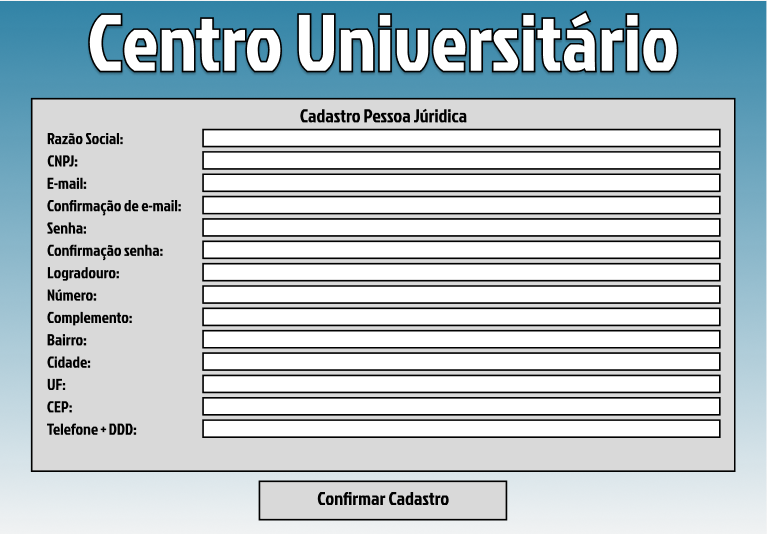 Centro Universitário
Cadastro Pessoa Júridica
Razão Social:
CNPJ:
E-mail:
Confirmação de e-mail:
Senha:
Confirmação senha:
Logradouro:
Número:
Complemento:
Bairro:
Cidade:
UF:
CEP:
Telefone + DDD:
Confirmar Cadastro